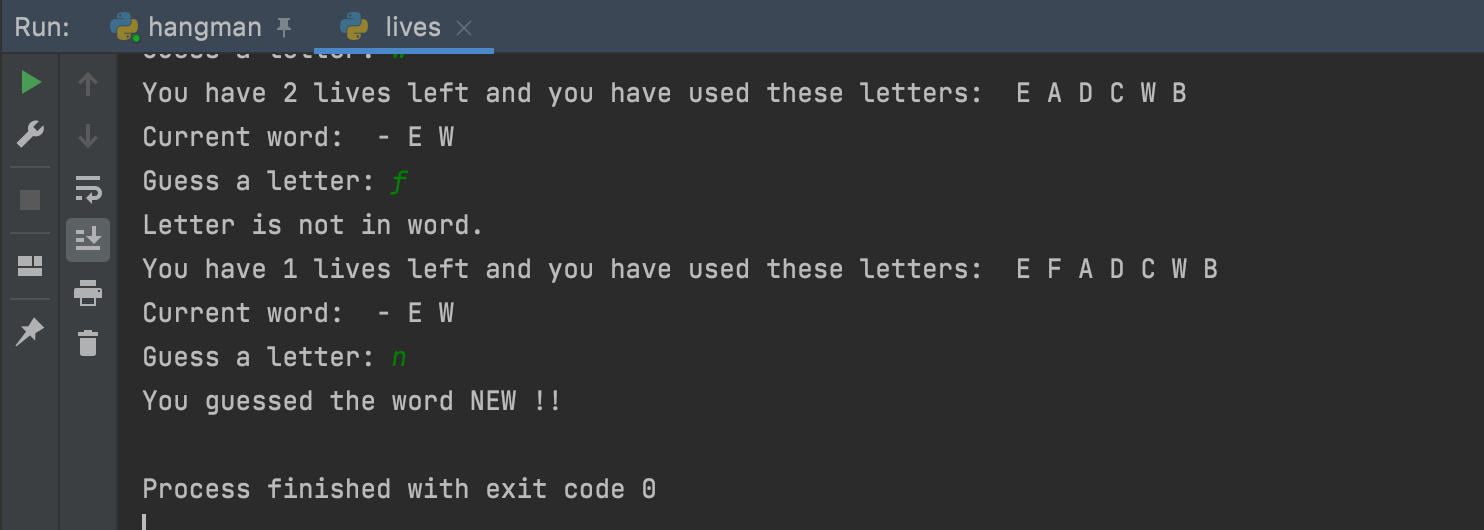 Run: hangman lives
Guess a letter: w
You have 2 lives left and you have used these letters:  E A D C W B
Current word:  - E W
Guess a letter: f
Letter is not in word.
You have 1 lives left and you have used these letters:  E F A D C W B
Current word:  - E W
Guess a letter: n
You guessed the word NEW !!
Process finished with exit code 0